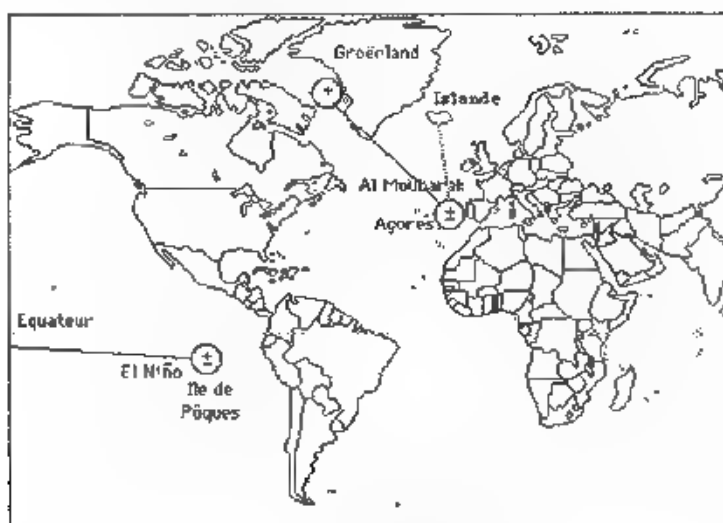 Groënland
Islande
Al Moubarak
Açores
±
±
Equateur
El Niño
±
Ile de
Pâques